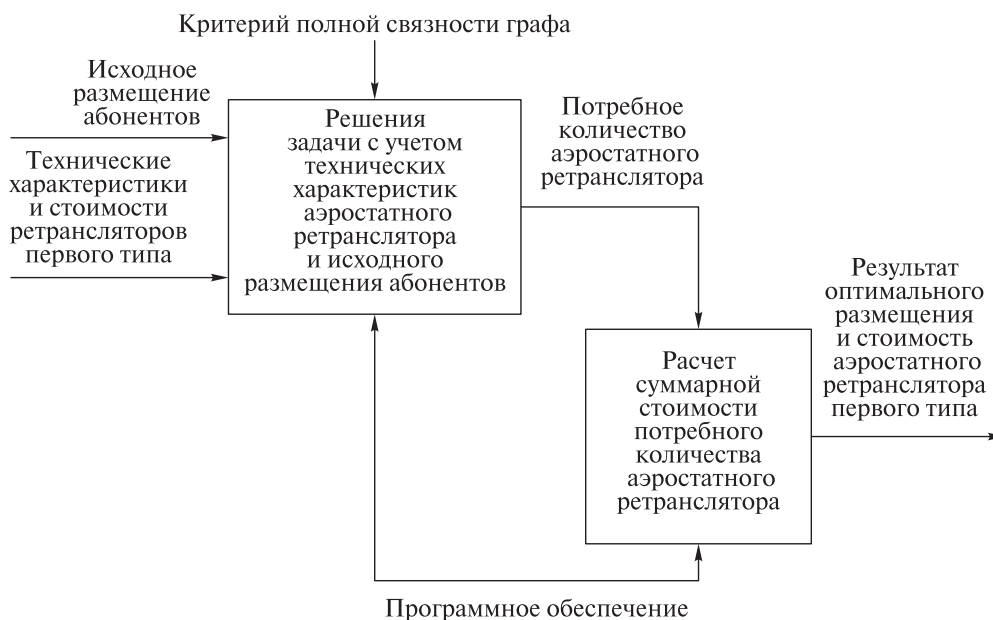 Критерий полной связности графа
Исходное
размещение
абонентов
Технические
характеристики
и стоимости
ретрансляторов
первого типа
Решения
задачи с учетом
технических
характеристик
аэростатного
ретранслятора
и исходного
размещения абонентов
Потребное
количество
аэростатного
ретранслятора
Расчет
суммарной
стоимости
потребного
количества
аэростатного
ретранслятора
Результат
оптимального
размещения
и стоимость
аэростатного
ретранслятора
первого типа
Программное обеспечение